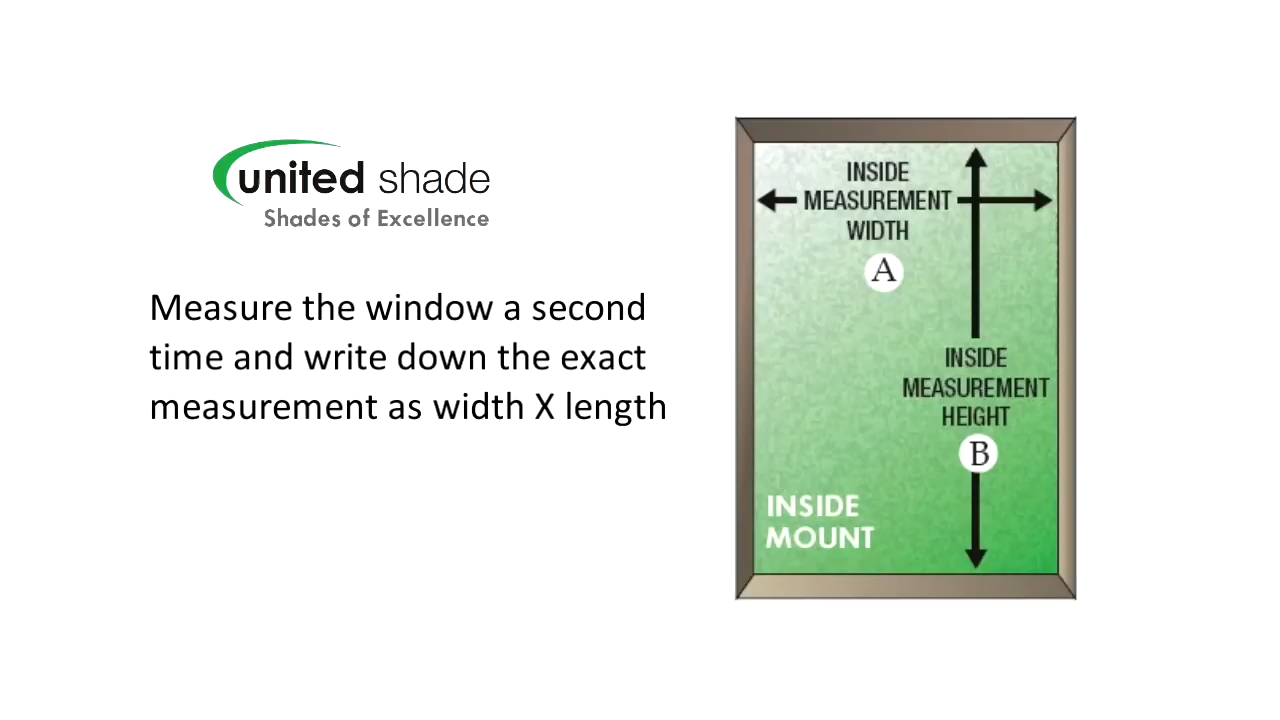 united shade
Shades of Excellence
Measure the window a second
time and write down the exact
measurement as width X length
INSIDE
MEASUREMENT
WIDTH
A
INSIDE
MEASUREMENT
HEIGHT
B
INSIDE
MOUNT